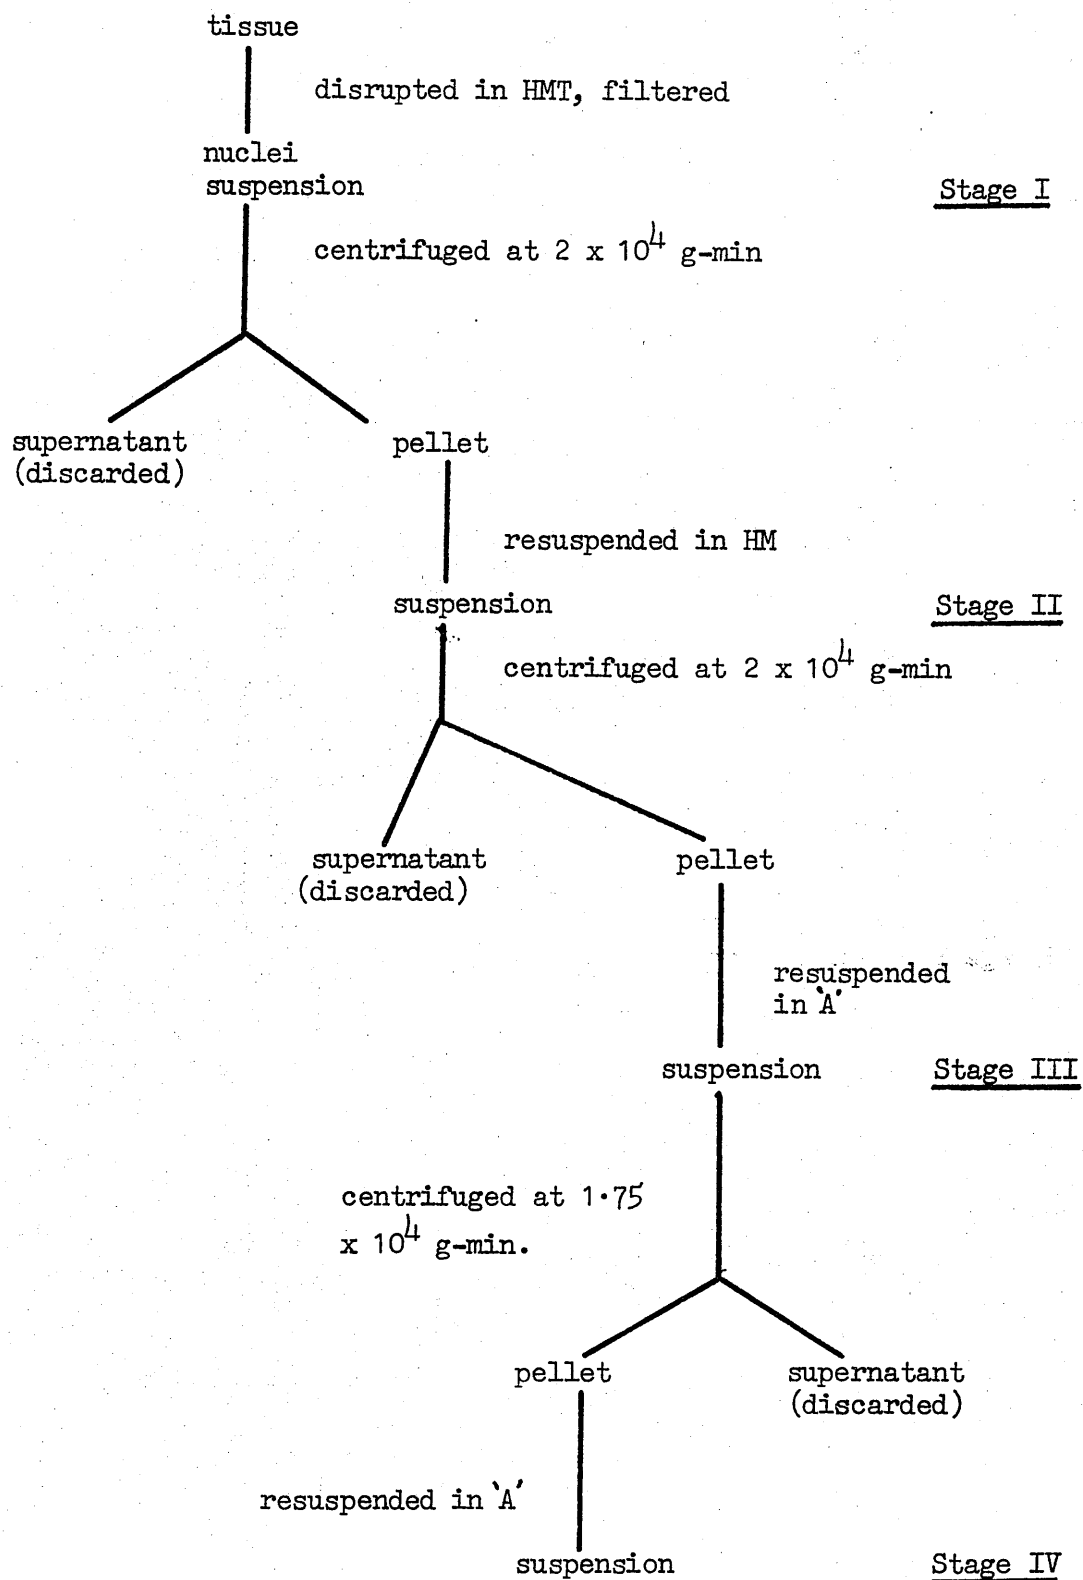 tissue
disrupted in HMT, filtered
nuclei
suspension
Stage I
centrifuged at 2 x 10⁴ g-min
supernatant
(discarded)
pellet
resuspended in HM
suspension
Stage II
centrifuged at 2 x 10⁴ g-min
supernatant
(discarded)
pellet
resuspended
in 'A'
suspension
Stage III
centrifuged at 1·75
x 10⁴ g-min.
pellet
supernatant
(discarded)
resuspended in 'A'
suspension
Stage IV